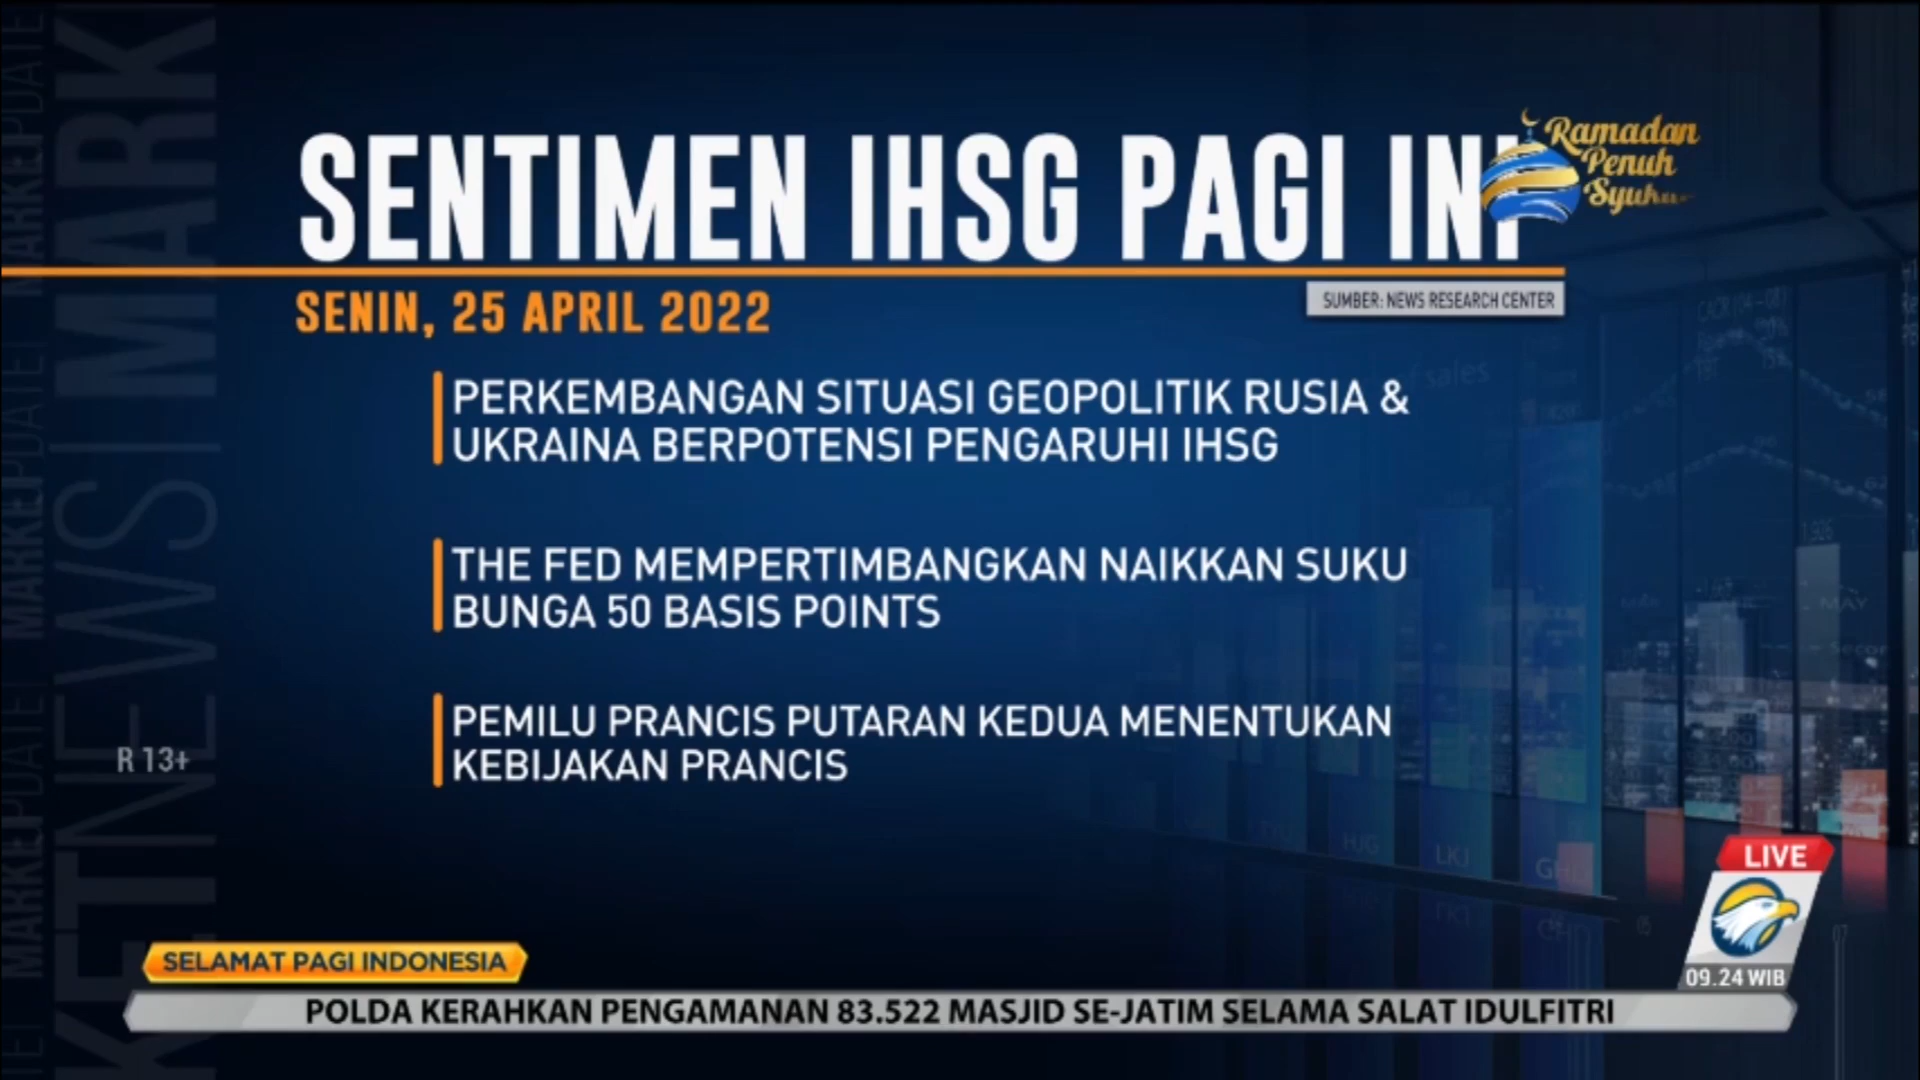 SENTIMEN IHSG PAGI INI
Ramadan
Penuh
SENIN, 25 APRIL 2022
SUMBER: NEWS RESEARCH CENTER
PERKEMBANGAN SITUASI GEOPOLITIK RUSIA &
UKRAINA BERPOTENSI PENGARUHI IHSG
THE FED MEMPERTIMBANGKAN NAIKKAN SUKU
BUNGA 50 BASIS POINTS
PEMILU PRANCIS PUTARAN KEDUA MENENTUKAN
KEBIJAKAN PRANCIS
R 13+
LIVE
09.24 WIB
SELAMAT PAGI INDONESIA
POLDA KERAHKAN PENGAMANAN 83.522 MASJID SE-JATIM SELAMA SALAT IDULFITRI